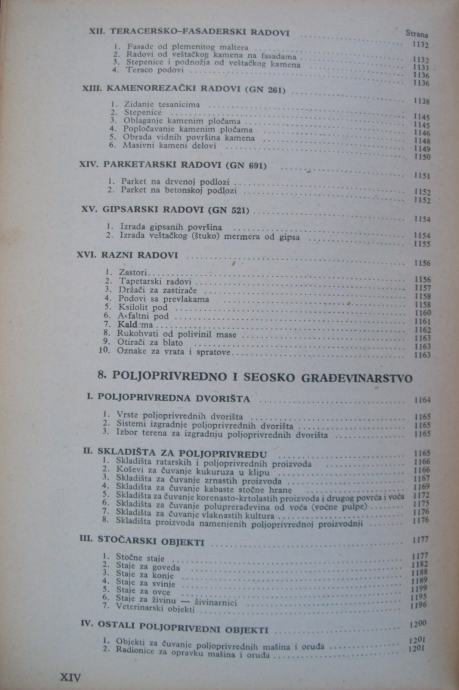 XII. TERACERSKO-FASADERSKI RADOVI Strana
1132
1. Fasade od plemenitog maltera 1132
2. Radovi od veštačkog kamena na fasadama 1133
3. Stepenice i podnožja od veštačkog kamena 1136
4. Teraco podovi 1136
XIII. KAMENOREZAČKI RADOVI (GN 261) 1138
1. Zidanje tesanicima 1145
2. Stepenice 1145
3. Oblaganje kamenim pločama 1146
4. Popločavanje kamenim pločama 1148
5. Obrada vidnih površina kamena 1149
6. Masivni kameni delovi 1150
XIV. PARKETARSKI RADOVI (GN 691) 1151
1. Parket na drvenoj podlozi 1152
2. Parket na betonskoj podlozi 1152
XV. GIPSARSKI RADOVI (GN 521) 1154
1. Izrada gipsanih površina 1154
2. Izrada veštačkog (štuko) mermera od gipsa 1155
XVI. RAZNI RADOVI 1156
1. Zastori 1156
2. Tapetarski radovi 1157
3. Držači za zastirače 1158
4. Podovi sa prevlakama 1158
5. Ksilolit pod 1160
6. Asfaltni pod 1161
7. Kaldrma 1162
8. Rukohvati od polivinil mase 1163
9. Otirači za blato 1163
10. Oznake za vrata i spratove 1163
8. POLJOPRIVREDNO I SEOSKO GRAĐEVINARSTVO
I. POLJOPRIVREDNA DVORIŠTA 1164
1. Vrste poljoprivrednih dvorišta 1165
2. Sistemi izgradnje poljoprivrednih dvorišta 1165
3. Izbor terena za izgradnju poljoprivrednih dvorišta 1165
II. SKLADIŠTA ZA POLJOPRIVREDU 1165
1. Skladišta ratarskih i poljoprivrednih proizvoda 1166
2. Koševi za čuvanje kukuruza u klipu 1166
3. Skladišta za čuvanje zrnastih proizvoda 1167
4. Skladišta za čuvanje kabaste stočne hrane 1169
5. Skladišta za čuvanje korenasto-krtolastih proizvoda i drugog povrća i voća 1172
6. Skladišta za čuvanje poluprerađevina od voća (voćne pulpe) 1175
7. Skladišta za čuvanje vlaknastih kultura 1176
8. Skladišta proizvoda namenjenih poljoprivrednoj proizvodnji 1176
III. STOČARSKI OBJEKTI 1177
1. Stočne staje 1177
2. Staje za goveda 1182
3. Staje za konje 1188
4. Staje za svinje 1189
5. Staje za ovce 1199
6. Staje za živinu — živinarnici 1195
7. Veterinarski objekti 1196
IV. OSTALI POLJOPRIVEDNI OBJEKTI 1200
1. Objekti za čuvanje poljoprivrednih mašina i oruđa 1201
2. Radionice za opravku mašina i oruđa 1201
XIV